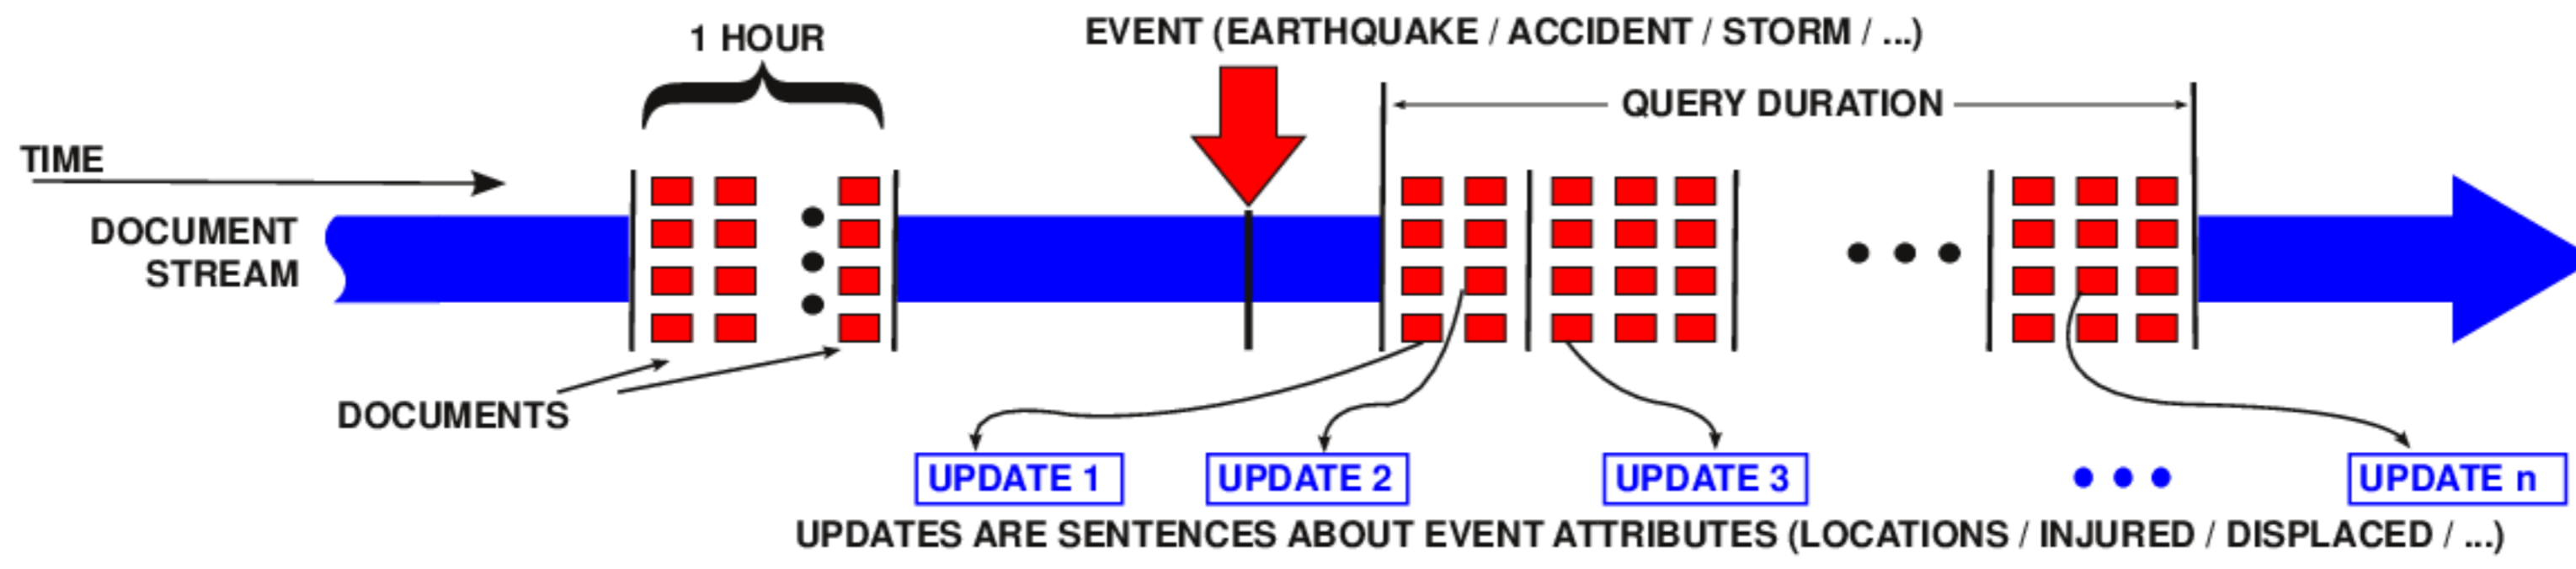 1 HOUR
EVENT (EARTHQUAKE / ACCIDENT / STORM / ...)
QUERY DURATION
TIME
DOCUMENT
STREAM
DOCUMENTS
UPDATE 1
UPDATE 2
UPDATE 3
UPDATE n
UPDATES ARE SENTENCES ABOUT EVENT ATTRIBUTES (LOCATIONS / INJURED / DISPLACED / ...)